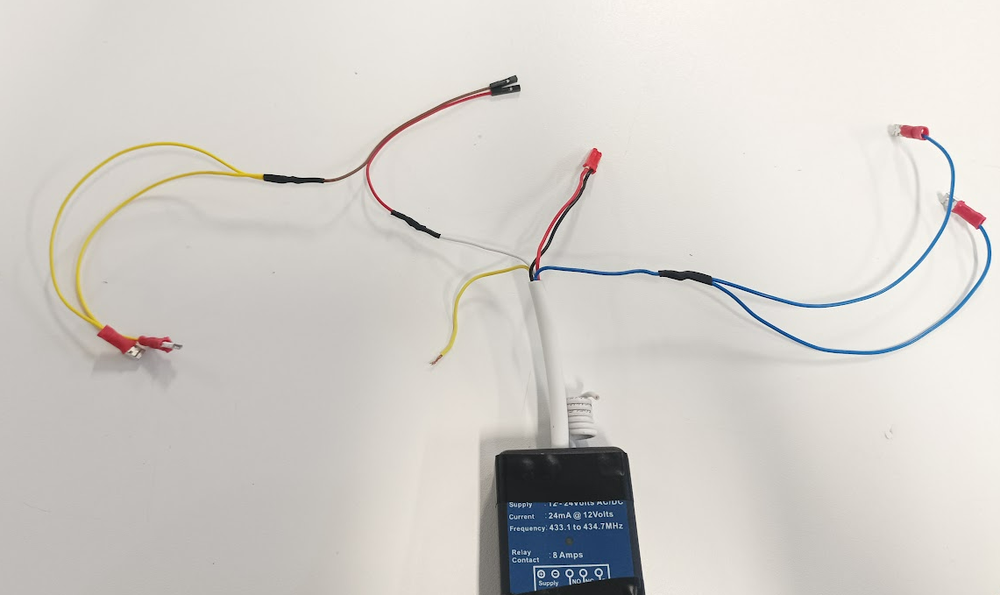 Supply : 12 - 24Volts AC/DC
Current : 24mA @ 12Volts
Frequency: 433.1 to 434.7MHz
Relay
Contact : 8 Amps
Supply NO NC